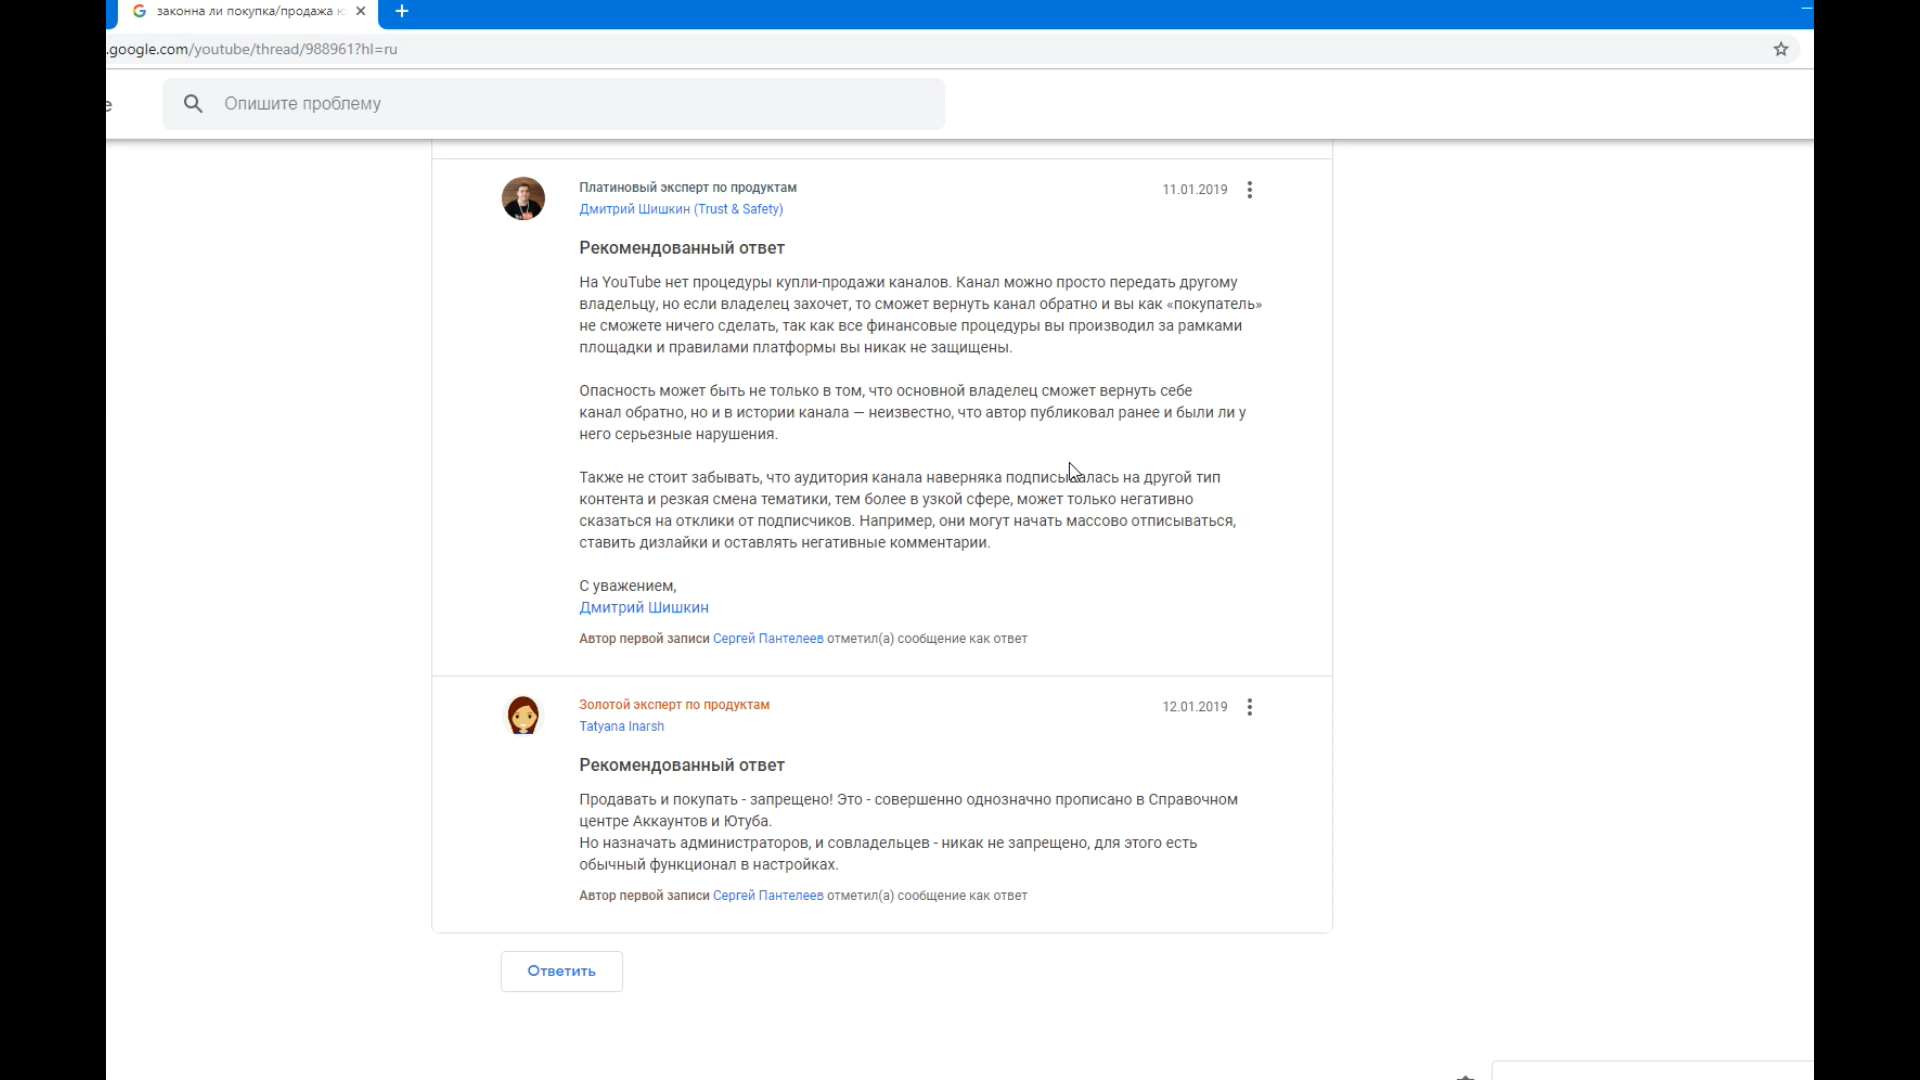 законна ли покупка/продажа
.google.com/youtube/thread/988961?hl=ru
Опишите проблему
Платиновый эксперт по продуктам
11.01.2019
Дмитрий Шишкин (Trust & Safety)
Рекомендованный ответ
На YouTube нет процедуры купли-продажи каналов. Канал можно просто передать другому
владельцу, но если владелец захочет, то сможет вернуть канал обратно и вы как «покупатель»
не сможете ничего сделать, так как все финансовые процедуры вы производил за рамками
площадки и правилами платформы вы никак не защищены.
Опасность может быть не только в том, что основной владелец сможет вернуть себе
канал обратно, но и в истории канала — неизвестно, что автор публиковал ранее и были ли у
него серьезные нарушения.
Также не стоит забывать, что аудитория канала наверняка подписывалась на другой тип
контента и резкая смена тематики, тем более в узкой сфере, может только негативно
сказаться на отклики от подписчиков. Например, они могут начать массово отписываться,
ставить дизлайки и оставлять негативные комментарии.
С уважением,
Дмитрий Шишкин
Автор первой записи Сергей Пантелеев отметил(а) сообщение как ответ
Золотой эксперт по продуктам
12.01.2019
Tatyana Inarsh
Рекомендованный ответ
Продавать и покупать - запрещено! Это - совершенно однозначно прописано в Справочном
центре Аккаунтов и Ютуба.
Но назначать администраторов, и совладельцев - никак не запрещено, для этого есть
обычный функционал в настройках.
Автор первой записи Сергей Пантелеев отметил(а) сообщение как ответ
Ответить